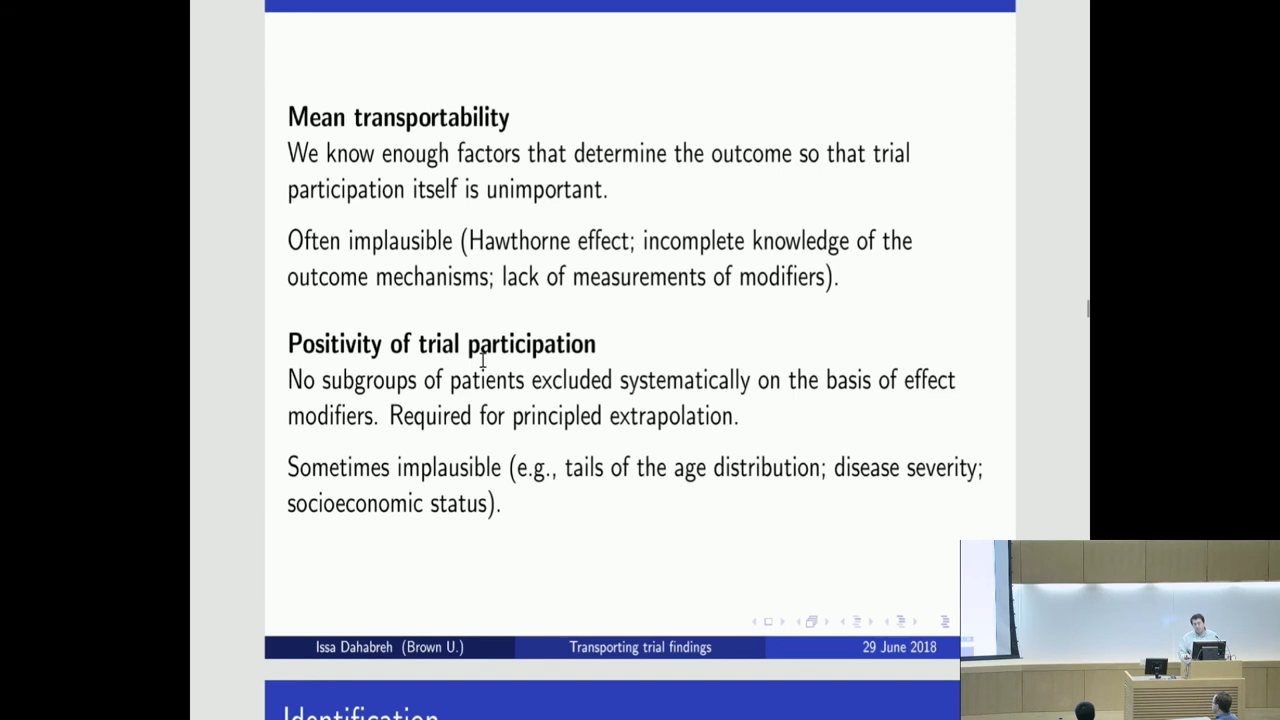 Mean transportability
We know enough factors that determine the outcome so that trial
participation itself is unimportant.
Often implausible (Hawthorne effect; incomplete knowledge of the
outcome mechanisms; lack of measurements of modifiers).
Positivity of trial participation
No subgroups of patients excluded systematically on the basis of effect
modifiers. Required for principled extrapolation.
Sometimes implausible (e.g., tails of the age distribution; disease severity;
socioeconomic status).
Issa Dahabreh (Brown U.) Transporting trial findings 29 June 2018
Identification